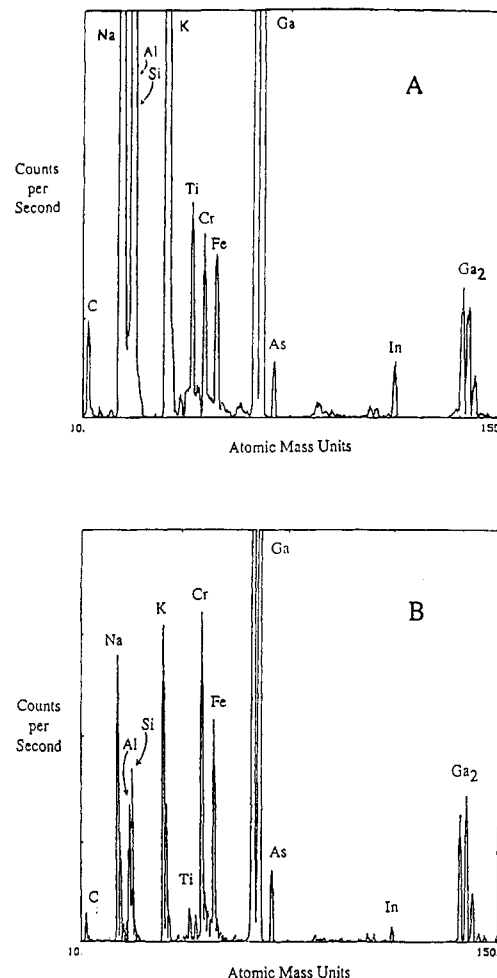 Na
Al
Si
K
Ga
A
Counts
per
Second
Ti
Cr
Fe
C
As
In
Ga2
10.
150
Atomic Mass Units
Ga
B
Cr
K
Na
Fe
Si
Al
Counts
per
Second
Ga2
As
Ti
C
In
10.
150
Atomic Mass Units